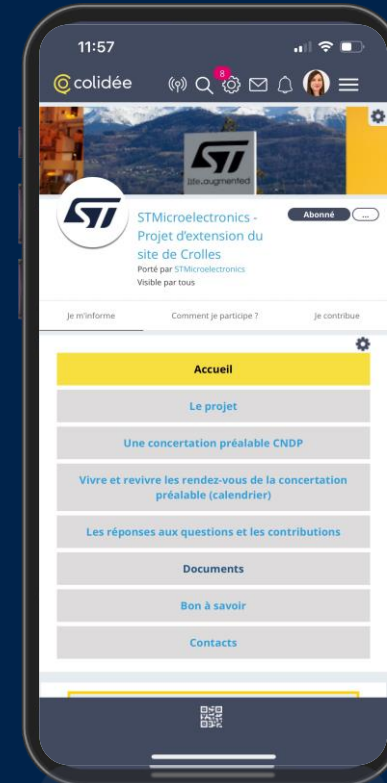 11:57
colidée
8
ST
life.augmented
ST
STMicroelectronics -
Projet d'extension du
site de Crolles
Porté par STMicroelectronics
Visible par tous
Abonné
...
Je m'informe
Comment je participe ?
Je contribue
Accueil
Le projet
Une concertation préalable CNDP
Vivre et revivre les rendez-vous de la concertation
préalable (calendrier)
Les réponses aux questions et les contributions
Documents
Bon à savoir
Contacts